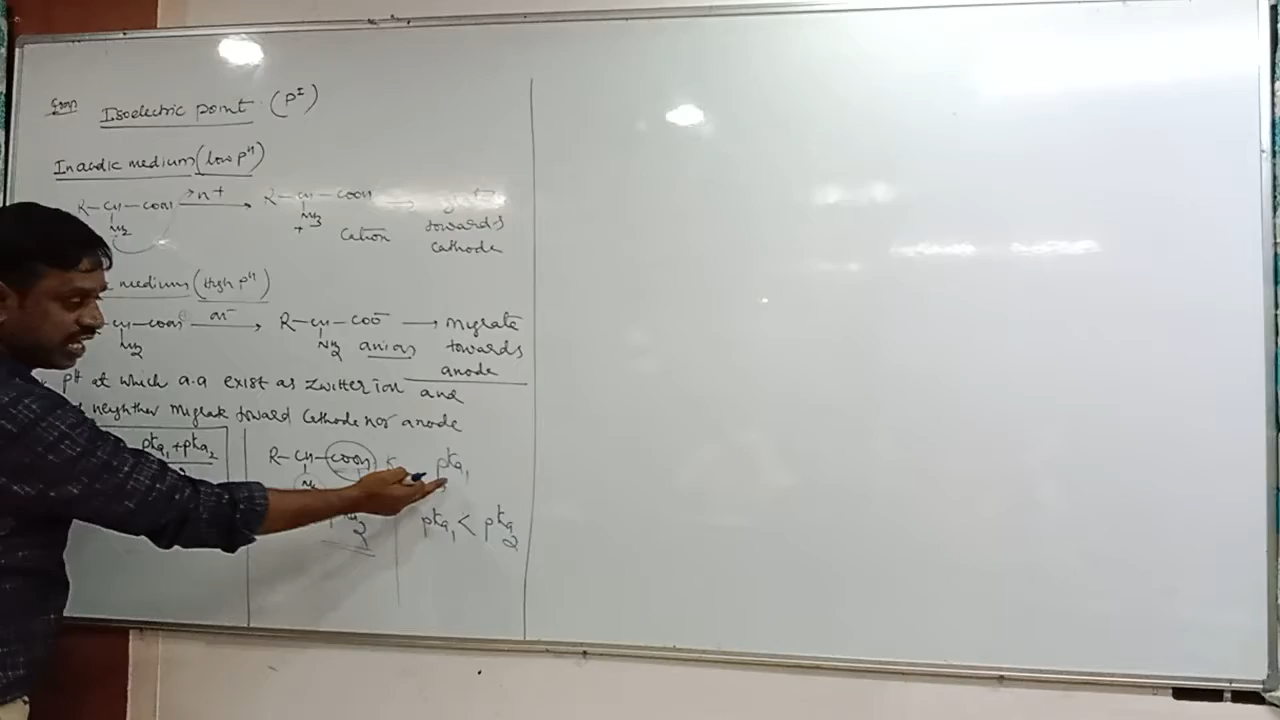 Isoelectric point (pI)
In acidic medium (low pH)
R–CH–COOH >H+ R–CH–COOH →
NH2 NH3 towards
+ Cation cathode
medium (High pH)
CH–COOH OH- R–CH–COO- → Migrate
NH2 NH2 anion towards
anode
pH at which a.a exist as zwitter ion and
neighther migrate toward cathode nor anode
pka1+pka2 R–CH–COOH pka1
2
pka1 < pka2